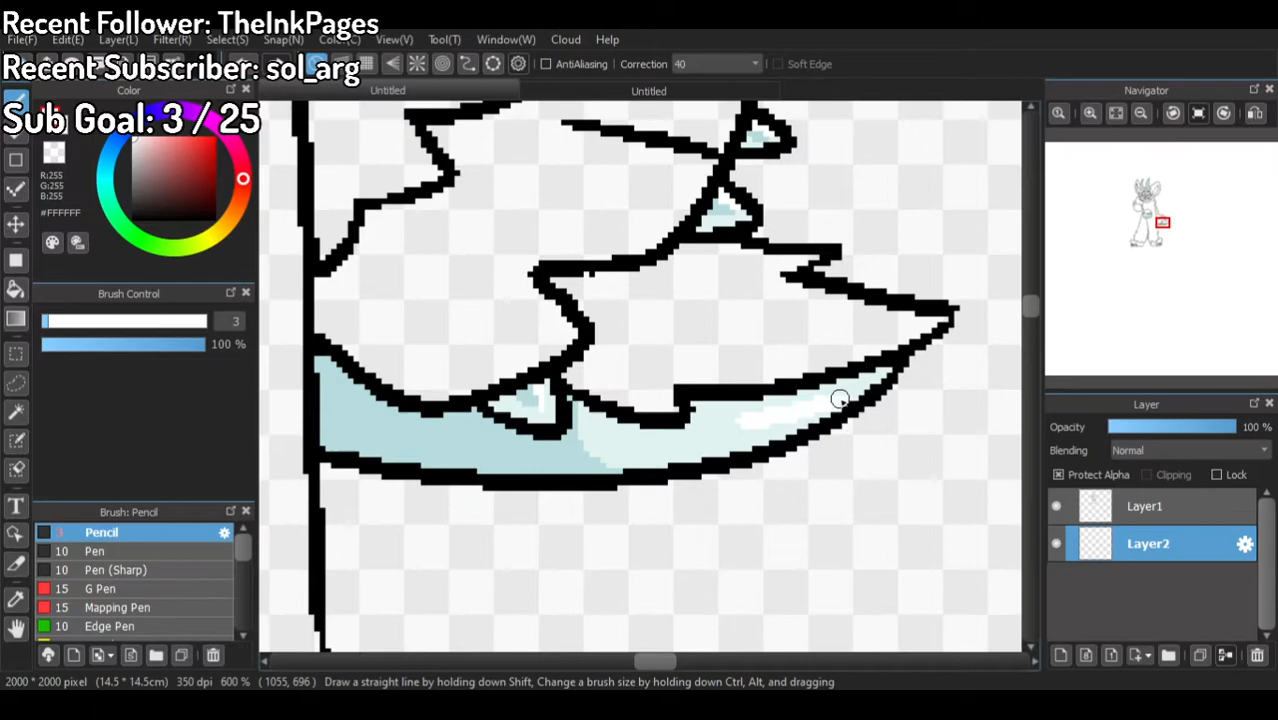 Recent Follower: TheInkPages
File(F) Edit(E) Layer(L) Filter(R) Select(S) Snap(N) Color(C) View(V) Tool(T) Window(W) Cloud Help
Recent Subscriber: sol_arg
AntiAliasing Correction 40 Soft Edge
Color
Untitled Untitled
Navigator
Sub Goal: 3 / 25
R:255
G:255
B:255
#FFFFFF
Brush Control
3
100 %
Layer
Opacity 100 %
Blending Normal
Protect Alpha Clipping Lock
Layer1
Layer2
Brush: Pencil
3 Pencil
10 Pen
10 Pen (Sharp)
15 G Pen
15 Mapping Pen
10 Edge Pen
2000 * 2000 pixel (14.5 * 14.5cm) 350 dpi 600 % ( 1055, 696 ) Draw a straight line by holding down Shift, Change a brush size by holding down Ctrl, Alt, and dragging